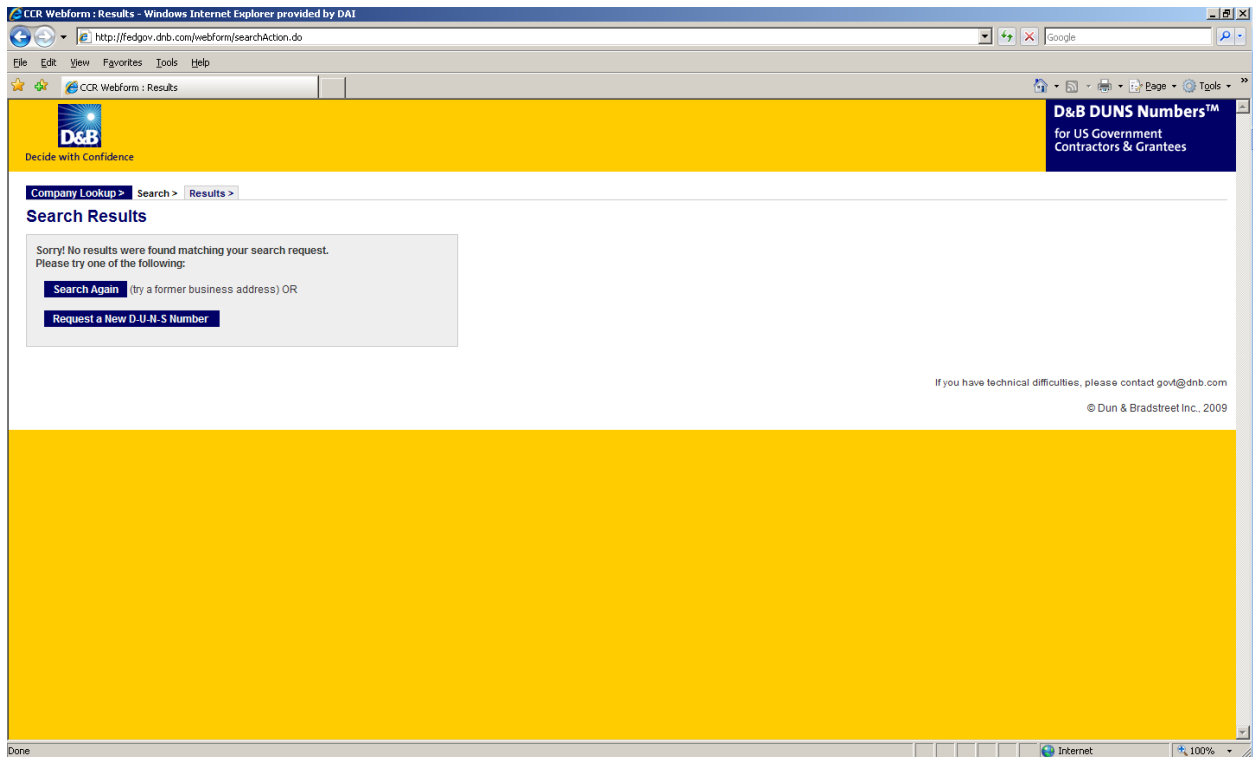 CCR Webform : Results - Windows Internet Explorer provided by DAI
http://fedgov.dnb.com/webform/searchAction.do
Google
File Edit View Favorites Tools Help
CCR Webform : Results
Page Tools »
D&B
Decide with Confidence
D&B DUNS Numbers™
for US Government
Contractors & Grantees
Company Lookup > Search > Results >
Search Results
Sorry! No results were found matching your search request.
Please try one of the following:
Search Again (try a former business address) OR
Request a New D-U-N-S Number
If you have technical difficulties, please contact govt@dnb.com
© Dun & Bradstreet Inc., 2009
Done
Internet
100%